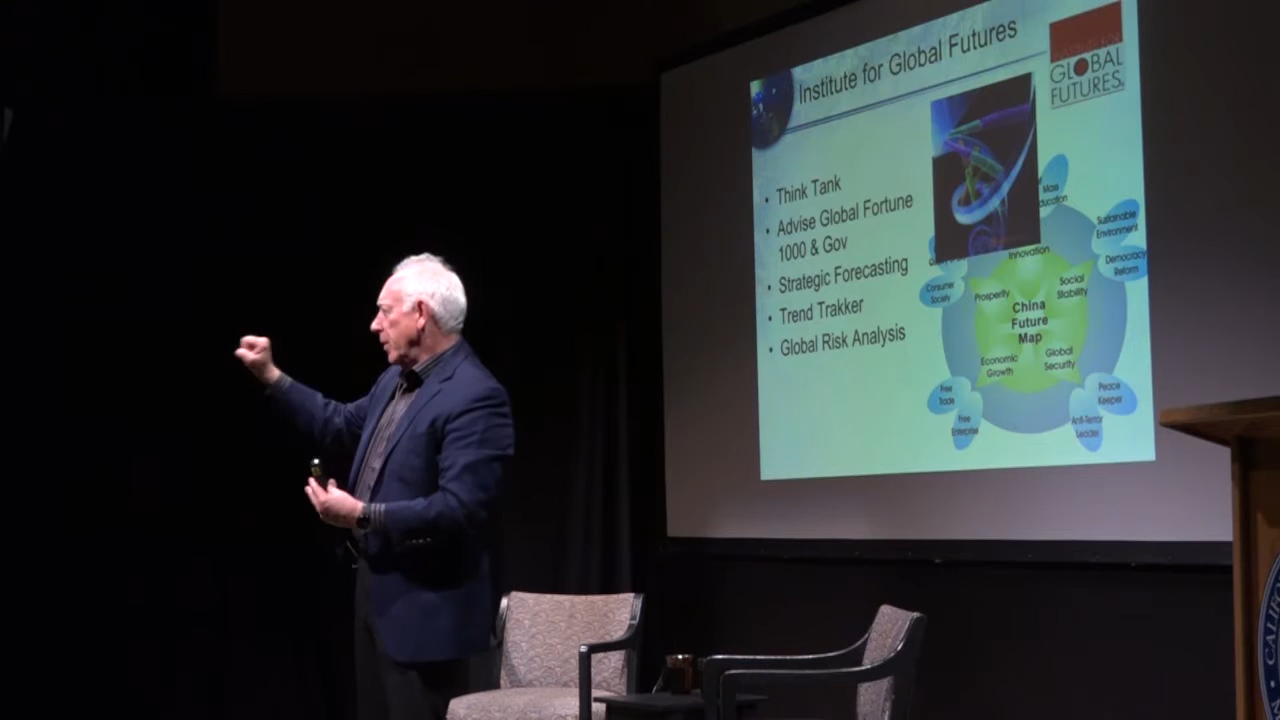 Institute for Global Futures
GLOBAL
FUTURES
• Think Tank
• Advise Global Fortune
1000 & Gov
• Strategic Forecasting
• Trend Trakker
• Global Risk Analysis
Mass
Sustainable
Environment
Democracy
Reform
Innovation
Consumer
Society
Prosperity
Social
Stability
China
Future
Map
Economic
Growth
Global
Security
Free
Trade
Free
Enterprise
Peace
Keeper
Anti-Terror
Leader